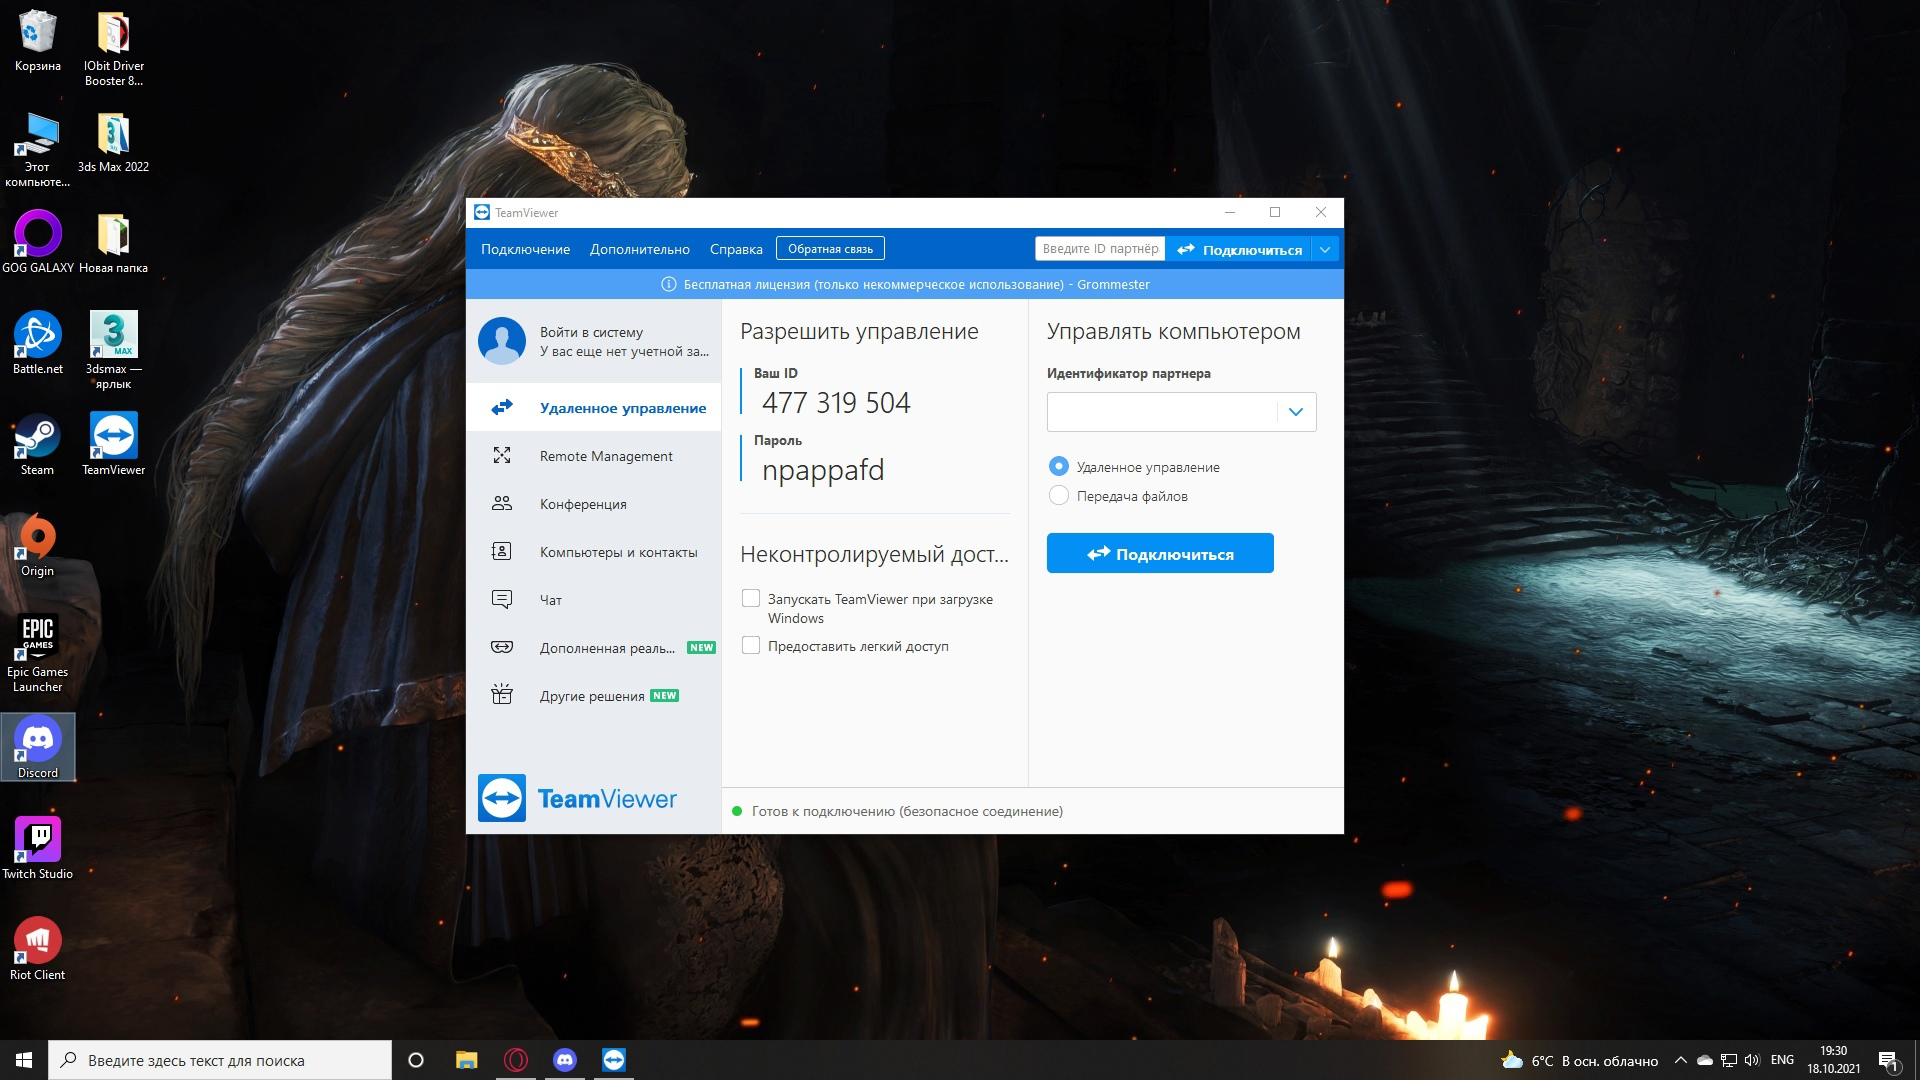 Корзина
IObit Driver
Booster 8...
Этот
компьюте...
3ds Max 2022
GOG GALAXY
Новая папка
Battle.net
3
MAX
3dsmax —
ярлык
Steam
TeamViewer
Origin
EPIC
GAMES
Epic Games
Launcher
Discord
Twitch Studio
Riot Client
TeamViewer
Подключение
Дополнительно
Справка
Обратная связь
Введите ID партнёр
Подключиться
Бесплатная лицензия (только некоммерческое использование) - Grommester
Войти в систему
У вас еще нет учетной за...
Удаленное управление
Remote Management
Конференция
Компьютеры и контакты
Чат
Дополненная реаль... NEW
Другие решения NEW
TeamViewer
Разрешить управление
Ваш ID
477 319 504
Пароль
npappafd
Неконтролируемый дост...
Запускать TeamViewer при загрузке
Windows
Предоставить легкий доступ
Управлять компьютером
Идентификатор партнера
Удаленное управление
Передача файлов
Подключиться
Готов к подключению (безопасное соединение)
Введите здесь текст для поиска
6°C В осн. облачно
ENG
19:30
18.10.2021
1